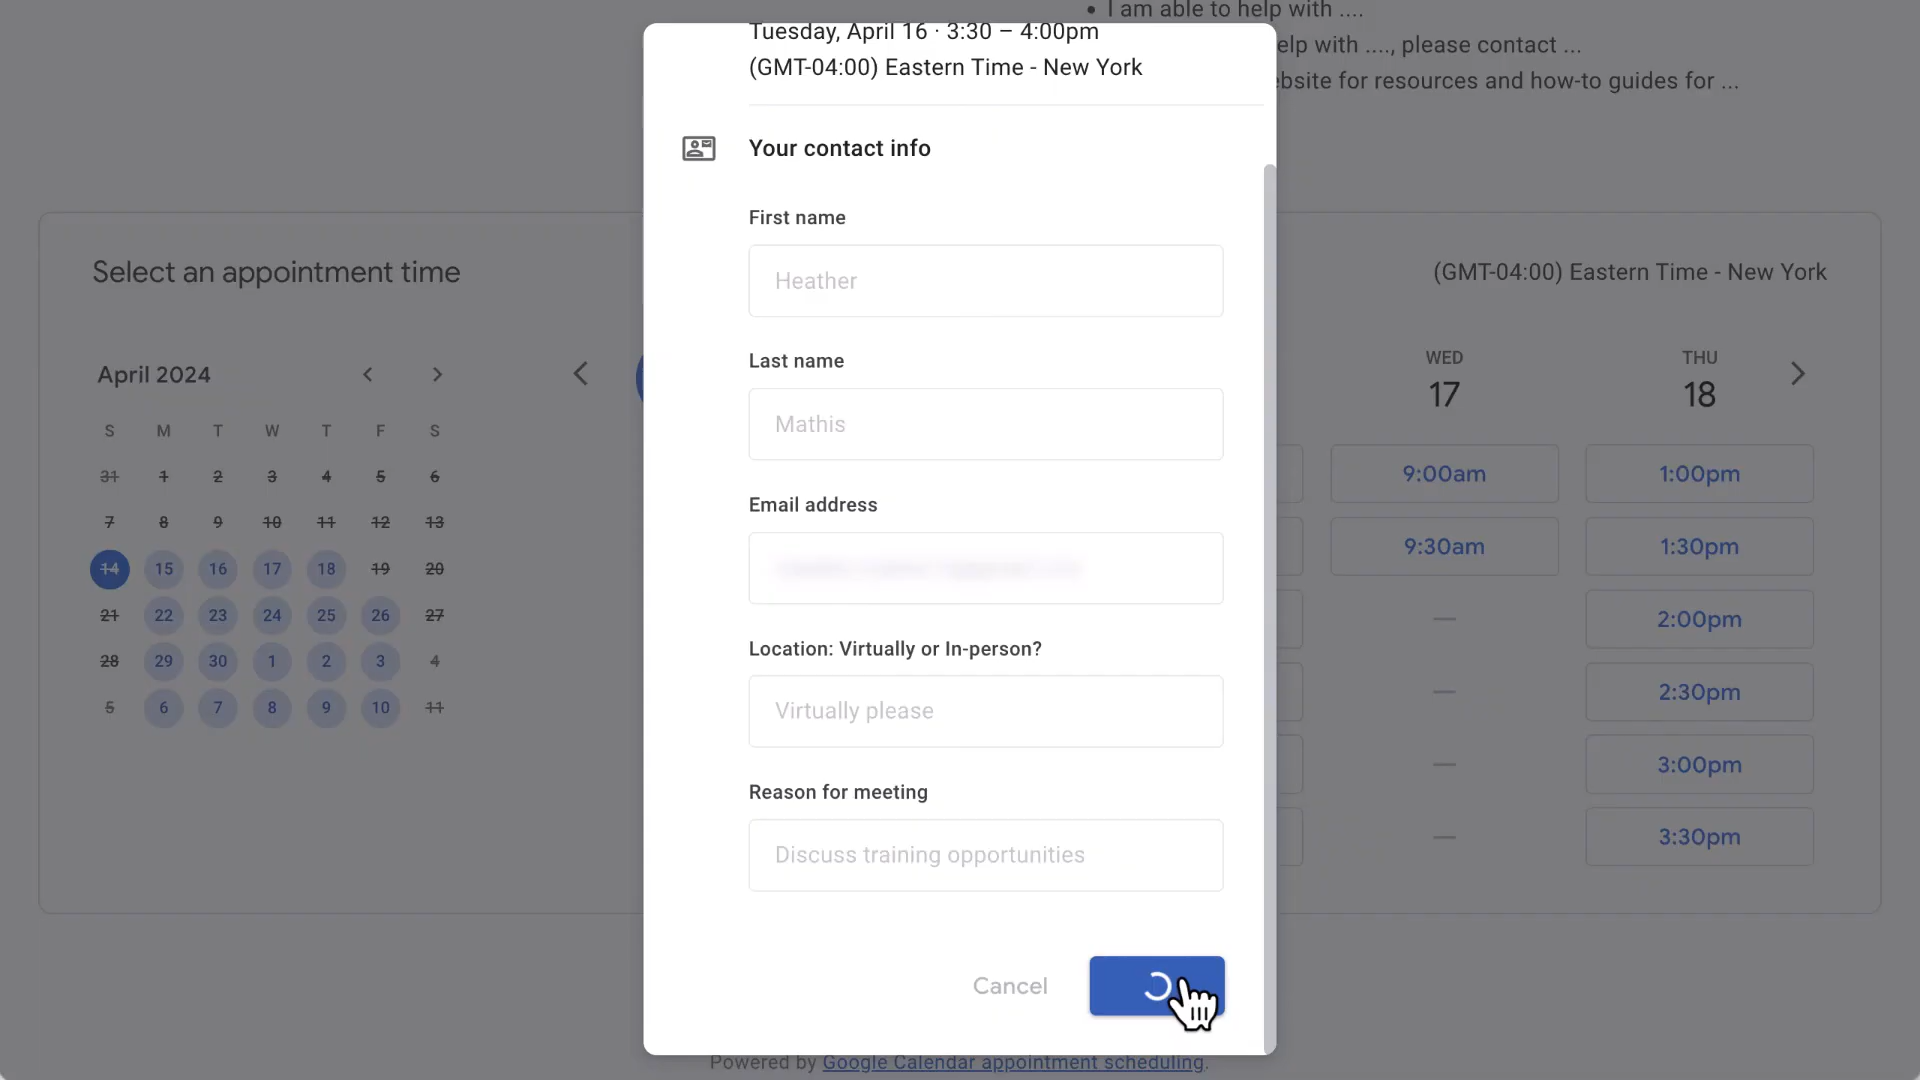 I am able to help with ....
elp with ...., please contact ...
bsite for resources and how-to guides for ...
Tuesday, April 16 · 3:30 – 4:00pm
(GMT-04:00) Eastern Time - New York
Your contact info
First name
Heather
Last name
Mathis
Email address
Location: Virtually or In-person?
Virtually please
Reason for meeting
Discuss training opportunities
Cancel
Select an appointment time
(GMT-04:00) Eastern Time - New York
April 2024
S M T W T F S
31 1 2 3 4 5 6
7 8 9 10 11 12 13
14 15 16 17 18 19 20
21 22 23 24 25 26 27
28 29 30 1 2 3 4
5 6 7 8 9 10 11
WED
17
9:00am
9:30am
—
—
—
—
THU
18
1:00pm
1:30pm
2:00pm
2:30pm
3:00pm
3:30pm
Powered by Google Calendar appointment scheduling.